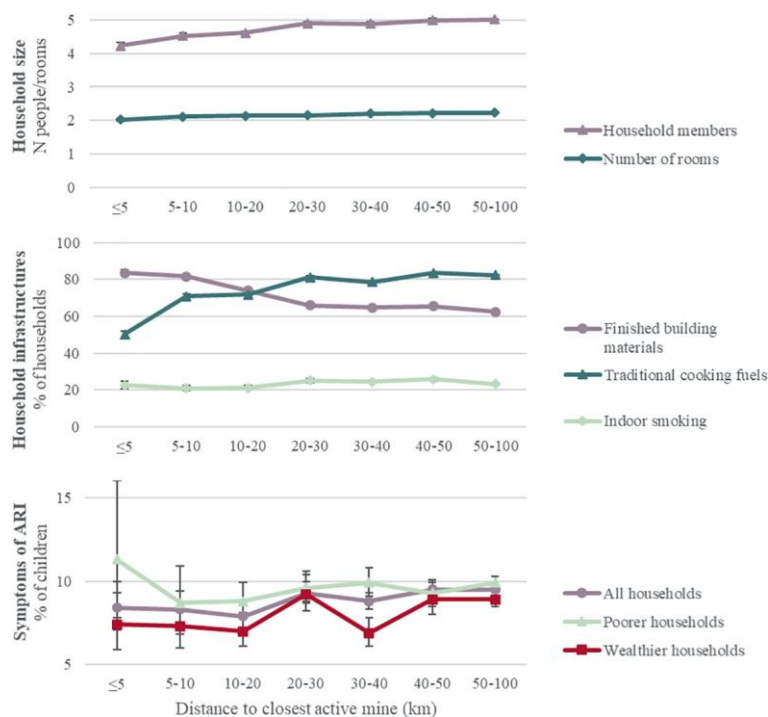 Household size
N people/rooms
5
4
3
2
1
0
≤5 5-10 10-20 20-30 30-40 40-50 50-100
Household members
Number of rooms
Household infrastructures
% of households
100
80
60
40
20
0
≤5 5-10 10-20 20-30 30-40 40-50 50-100
Finished building
materials
Traditional cooking fuels
Indoor smoking
Symptoms of ARI
% of children
15
10
5
≤5 5-10 10-20 20-30 30-40 40-50 50-100
Distance to closest active mine (km)
All households
Poorer households
Wealthier households